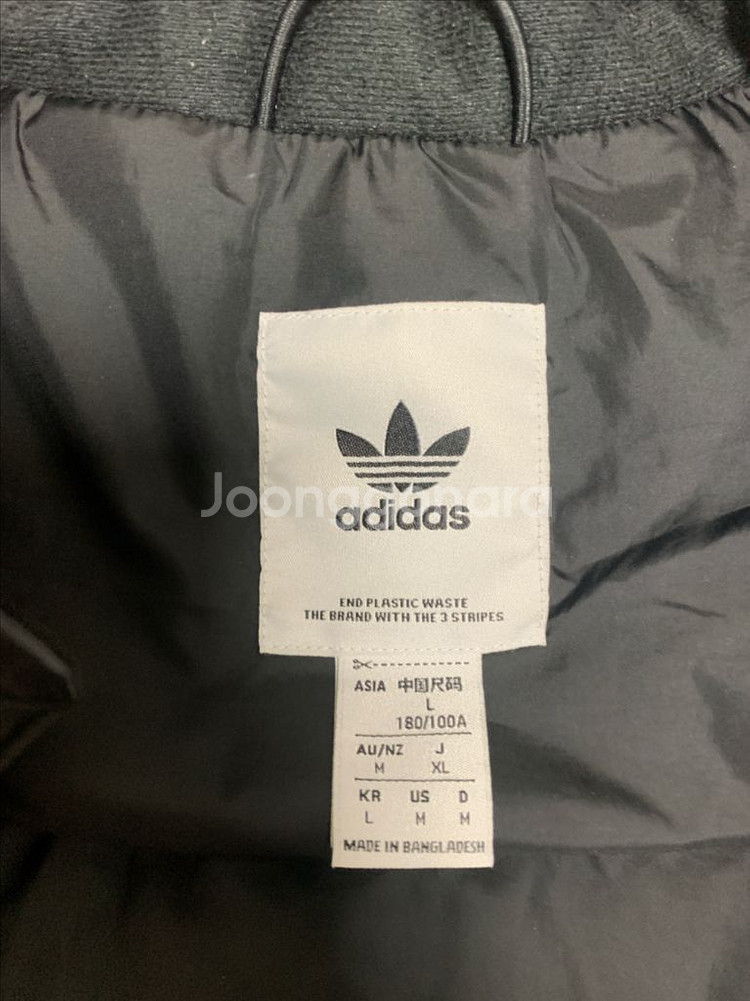 Joonggonnara
adidas
END PLASTIC WASTE
THE BRAND WITH THE 3 STRIPES
ASIA 中国尺码
L
180/100A
AU/NZ J
M XL
KR US D
L M M
MADE IN BANGLADESH